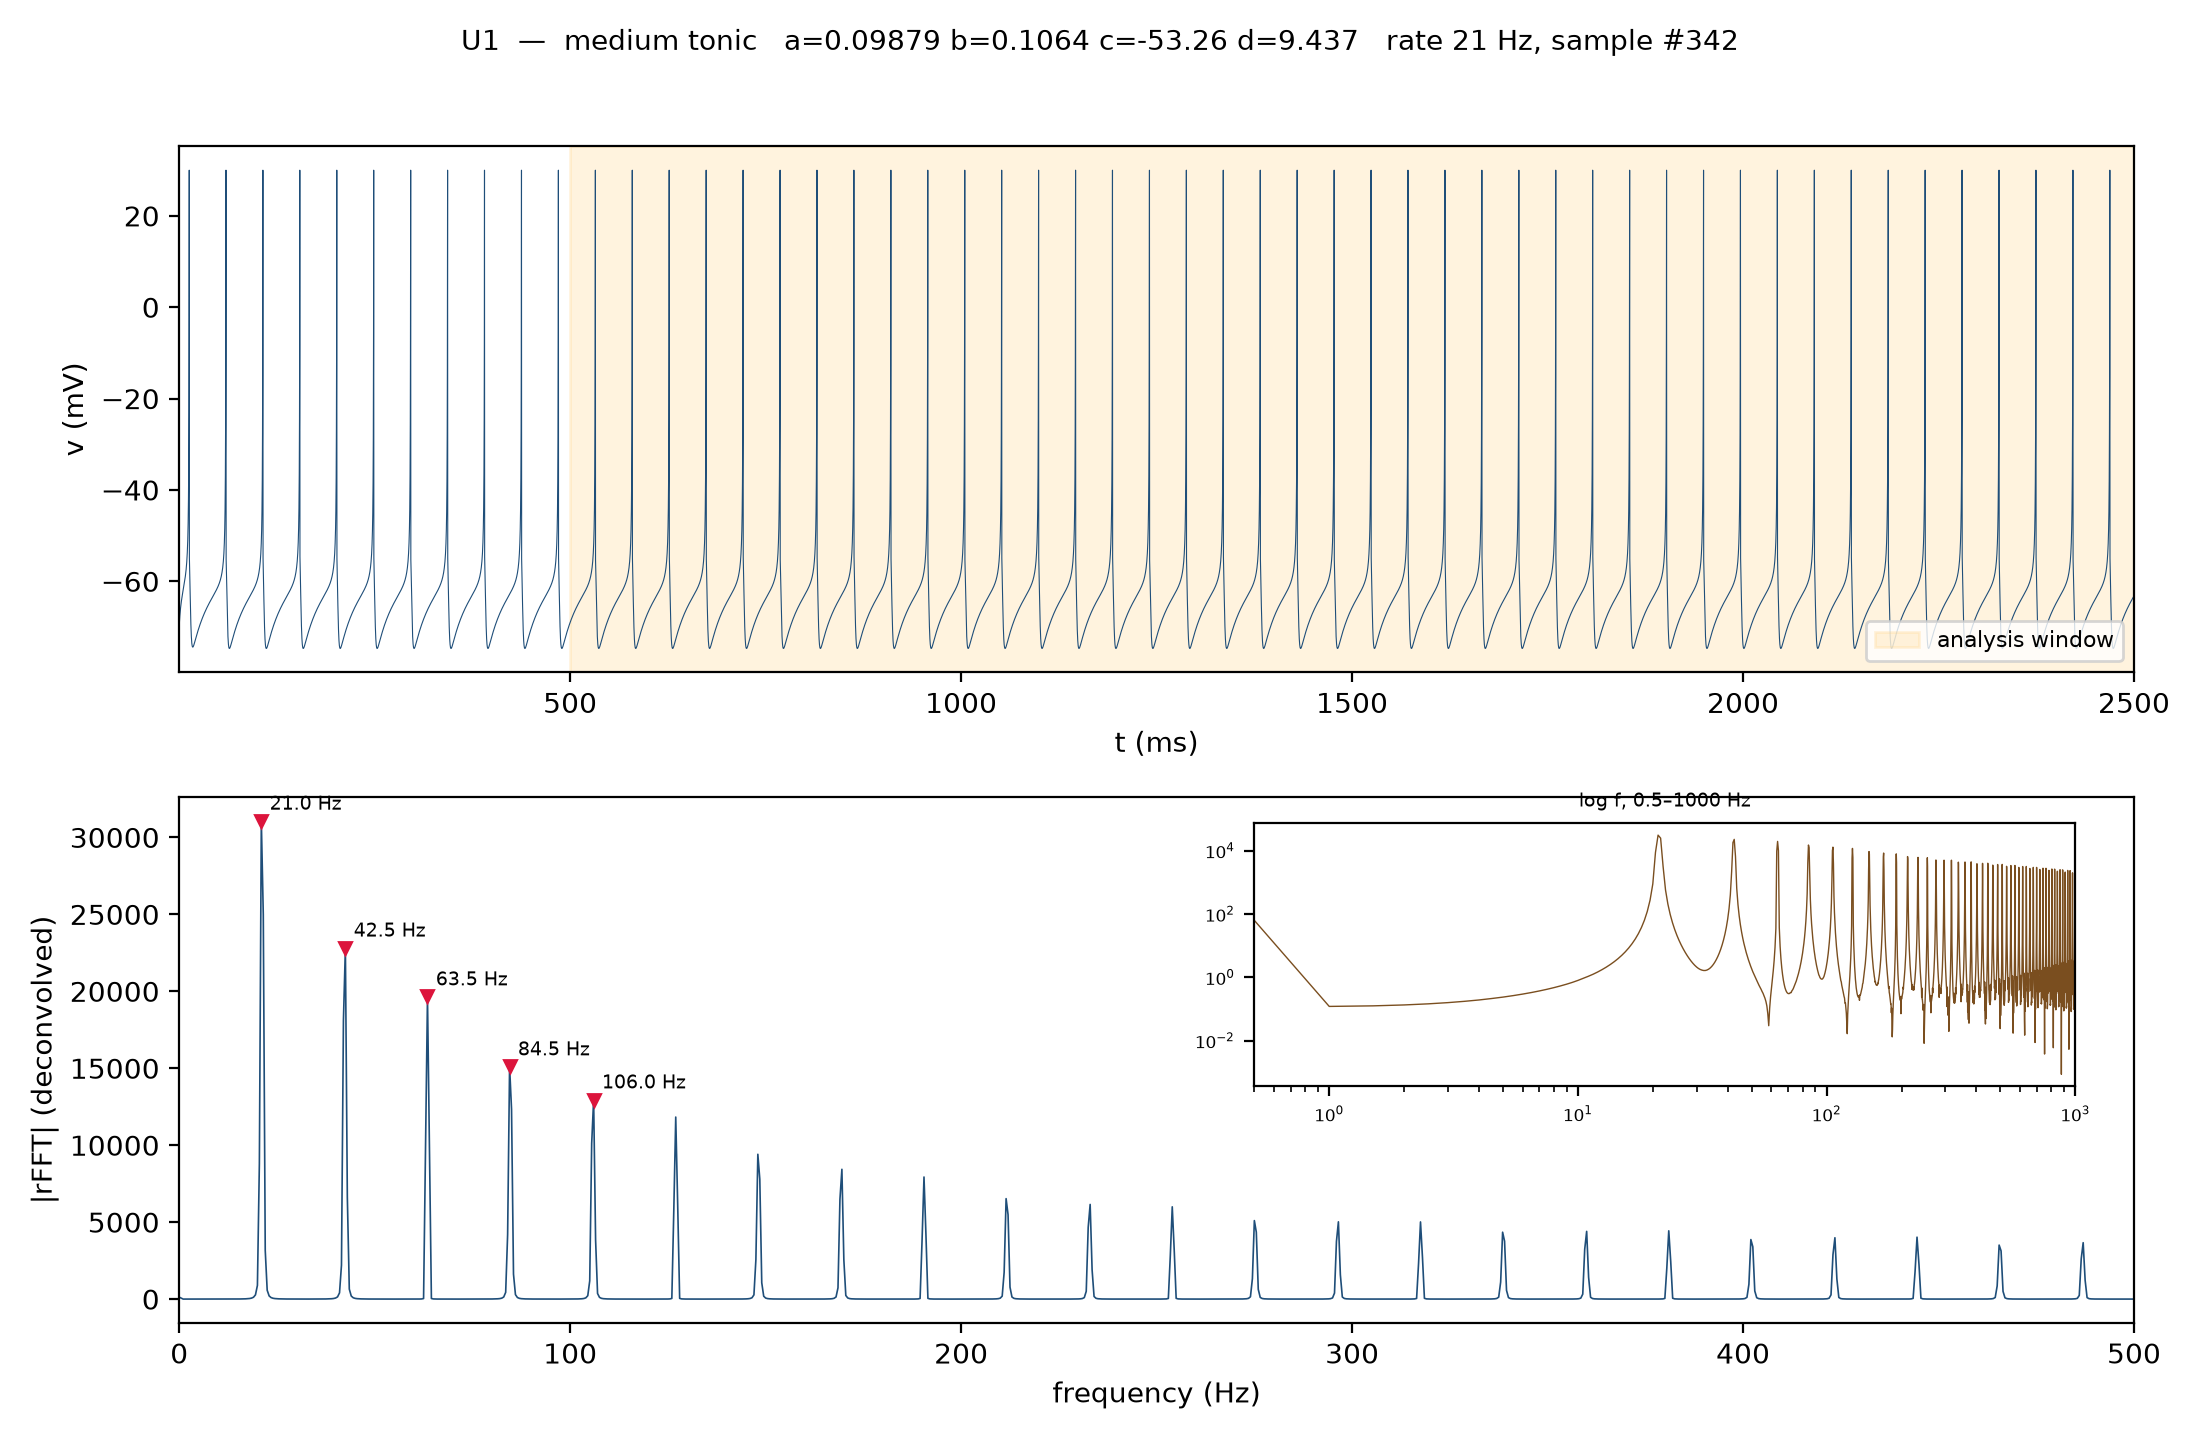 U1 — medium tonic a=0.09879 b=0.1064 c=-53.26 d=9.437 rate 21 Hz, sample #342
20
0
−20
−40
−60
v (mV)
analysis window
500
1000
1500
2000
2500
t (ms)
21.0 Hz
42.5 Hz
63.5 Hz
84.5 Hz
106.0 Hz
log f, 0.5–1000 Hz
10⁴
10²
10⁰
10⁻²
10⁰
10¹
10²
10³
30000
25000
20000
15000
10000
5000
0
|rFFT| (deconvolved)
0
100
200
300
400
500
frequency (Hz)